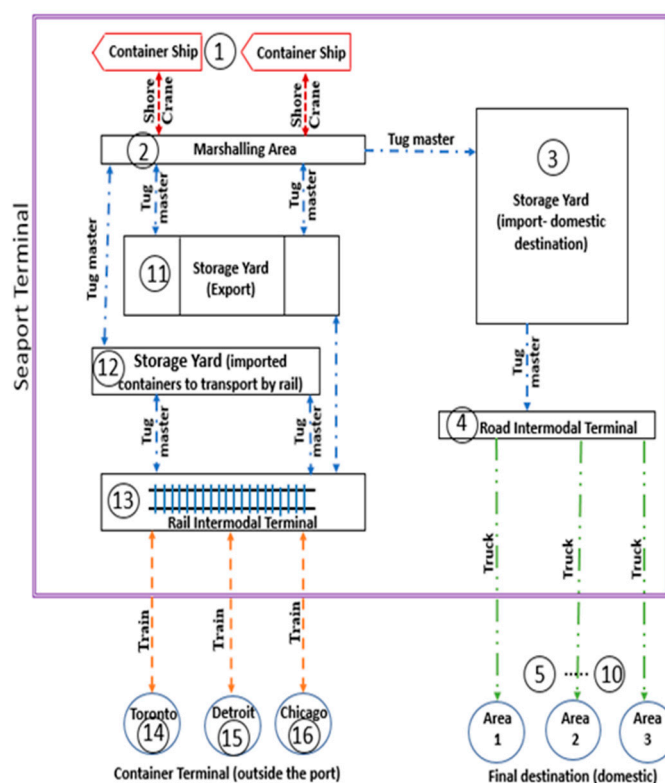 Container Ship
1
Container Ship
Shore
Crane
Shore
Crane
2
Marshalling Area
Tug master
3
Storage Yard
(import- domestic
destination)
Tug
master
Tug
master
Tug master
11
Storage Yard
(Export)
Seaport Terminal
12
Storage Yard (imported
containers to transport by rail)
Tug
master
4
Road Intermodal Terminal
Tug
master
Tug
master
13
Rail Intermodal Terminal
Truck
Truck
Truck
Train
Train
Train
5
10
Toronto
14
Detroit
15
Chicago
16
Area
1
Area
2
Area
3
Container Terminal (outside the port)
Final destination (domestic)